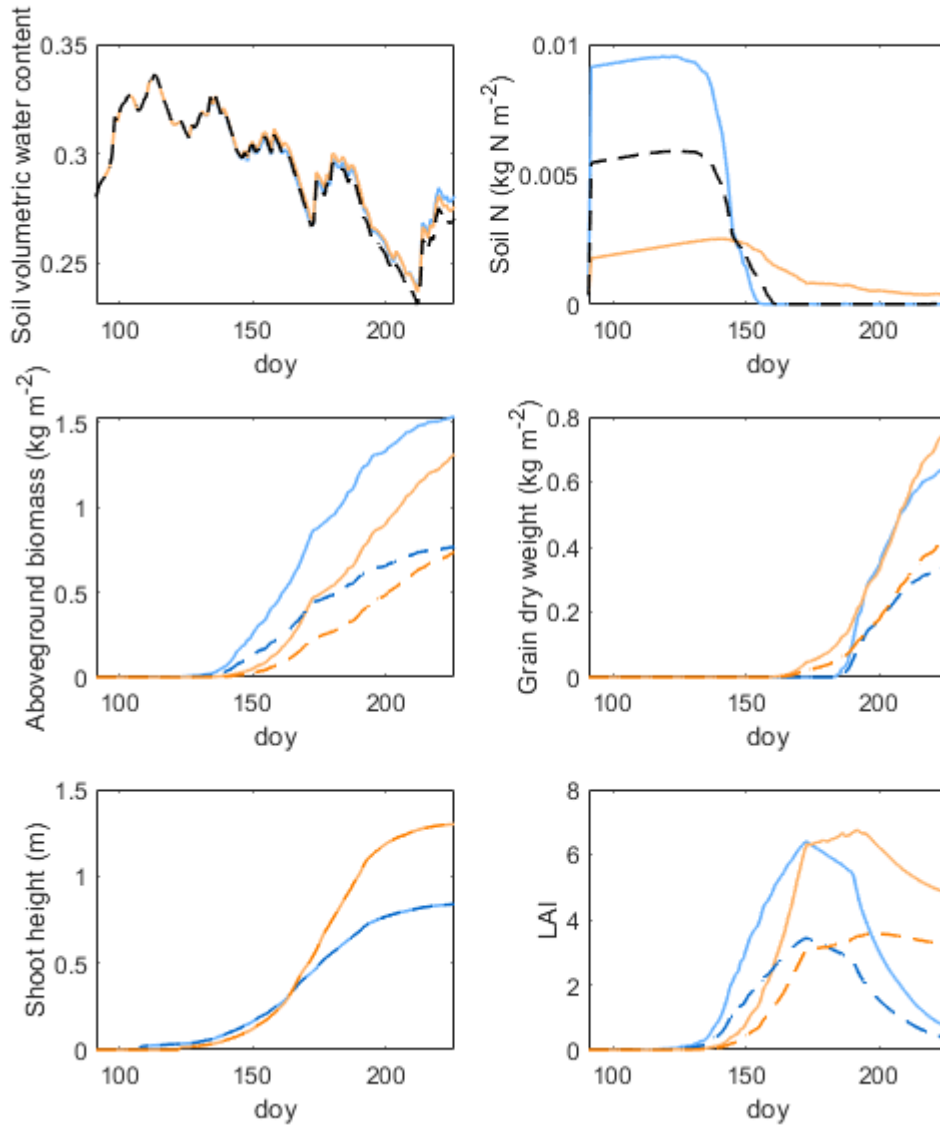 Soil volumetric water content
0.35
0.3
0.25
100 150 200
doy
Soil N (kg N m-2)
0.01
0.005
0
100 150 200
doy
Aboveground biomass (kg m-2)
1.5
1
0.5
0
100 150 200
doy
Grain dry weight (kg m-2)
0.8
0.6
0.4
0.2
0
100 150 200
doy
Shoot height (m)
1.5
1
0.5
0
100 150 200
doy
LAI
8
6
4
2
0
100 150 200
doy